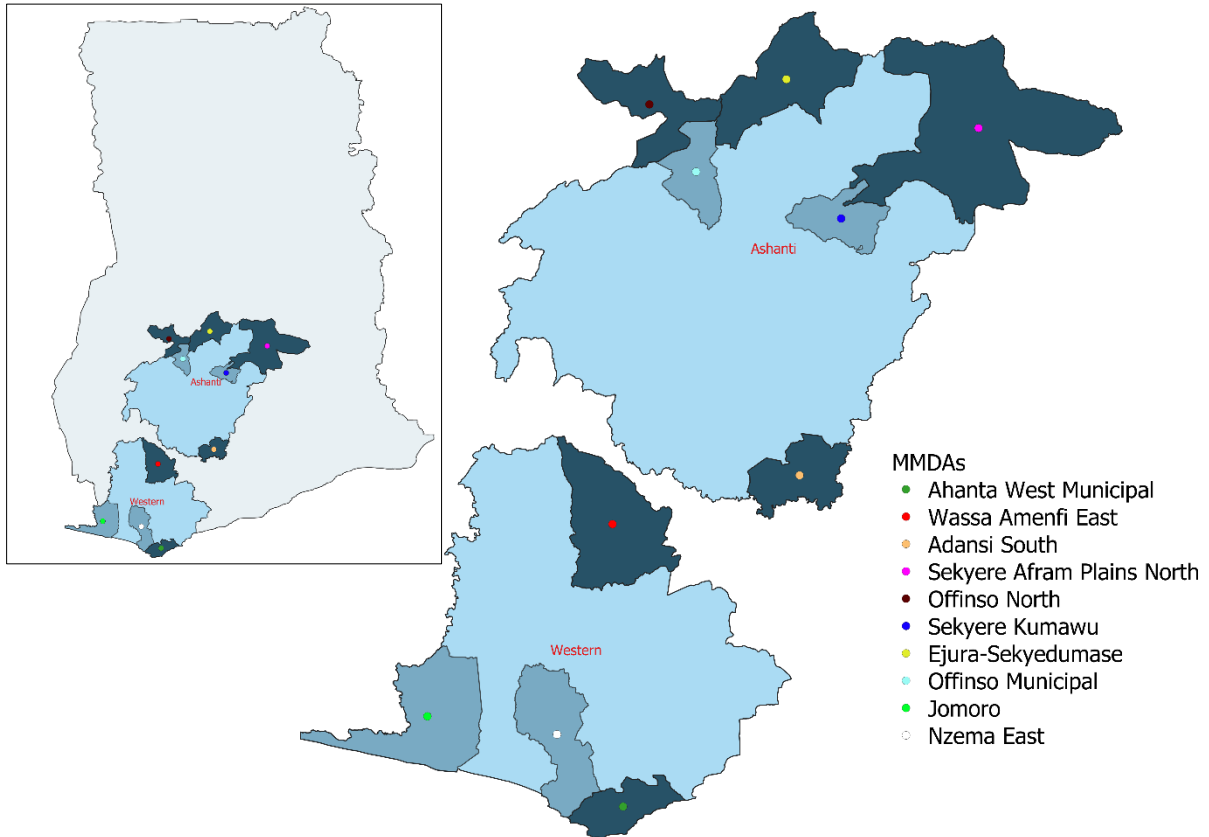 Ashanti
Western
Ashanti
Western
MMDAs
Ahanta West Municipal
Wassa Amenfi East
Adansi South
Sekyere Afram Plains North
Offinso North
Sekyere Kumawu
Ejura-Sekyedumase
Offinso Municipal
Jomoro
Nzema East